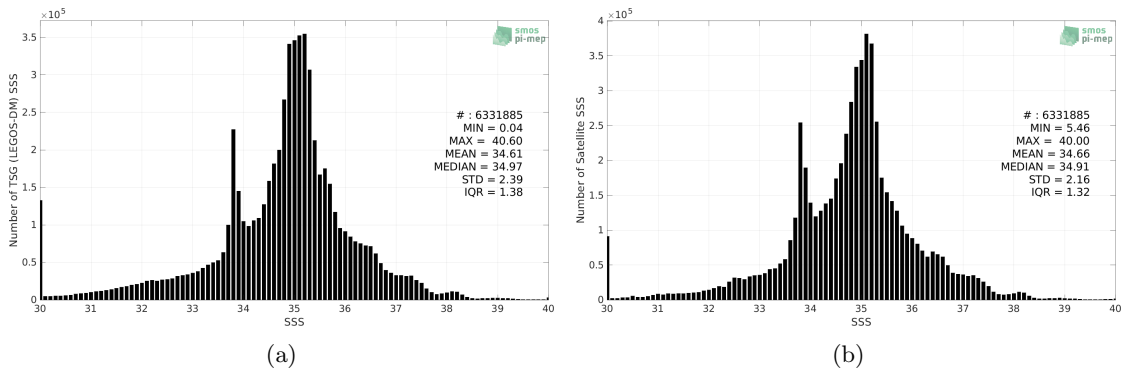 ×10⁵
3.5
3
2.5
2
1.5
1
0.5
0
Number of TSG (LEGOS-DM) SSS
smos
pi-mep
# : 6331885
MIN = 0.04
MAX = 40.60
MEAN = 34.61
MEDIAN = 34.97
STD = 2.39
IQR = 1.38
30 31 32 33 34 35 36 37 38 39 40
SSS
(a)
×10⁵
4
3.5
3
2.5
2
1.5
1
0.5
0
Number of Satellite SSS
smos
pi-mep
# : 6331885
MIN = 5.46
MAX = 40.00
MEAN = 34.66
MEDIAN = 34.91
STD = 2.16
IQR = 1.32
30 31 32 33 34 35 36 37 38 39 40
SSS
(b)